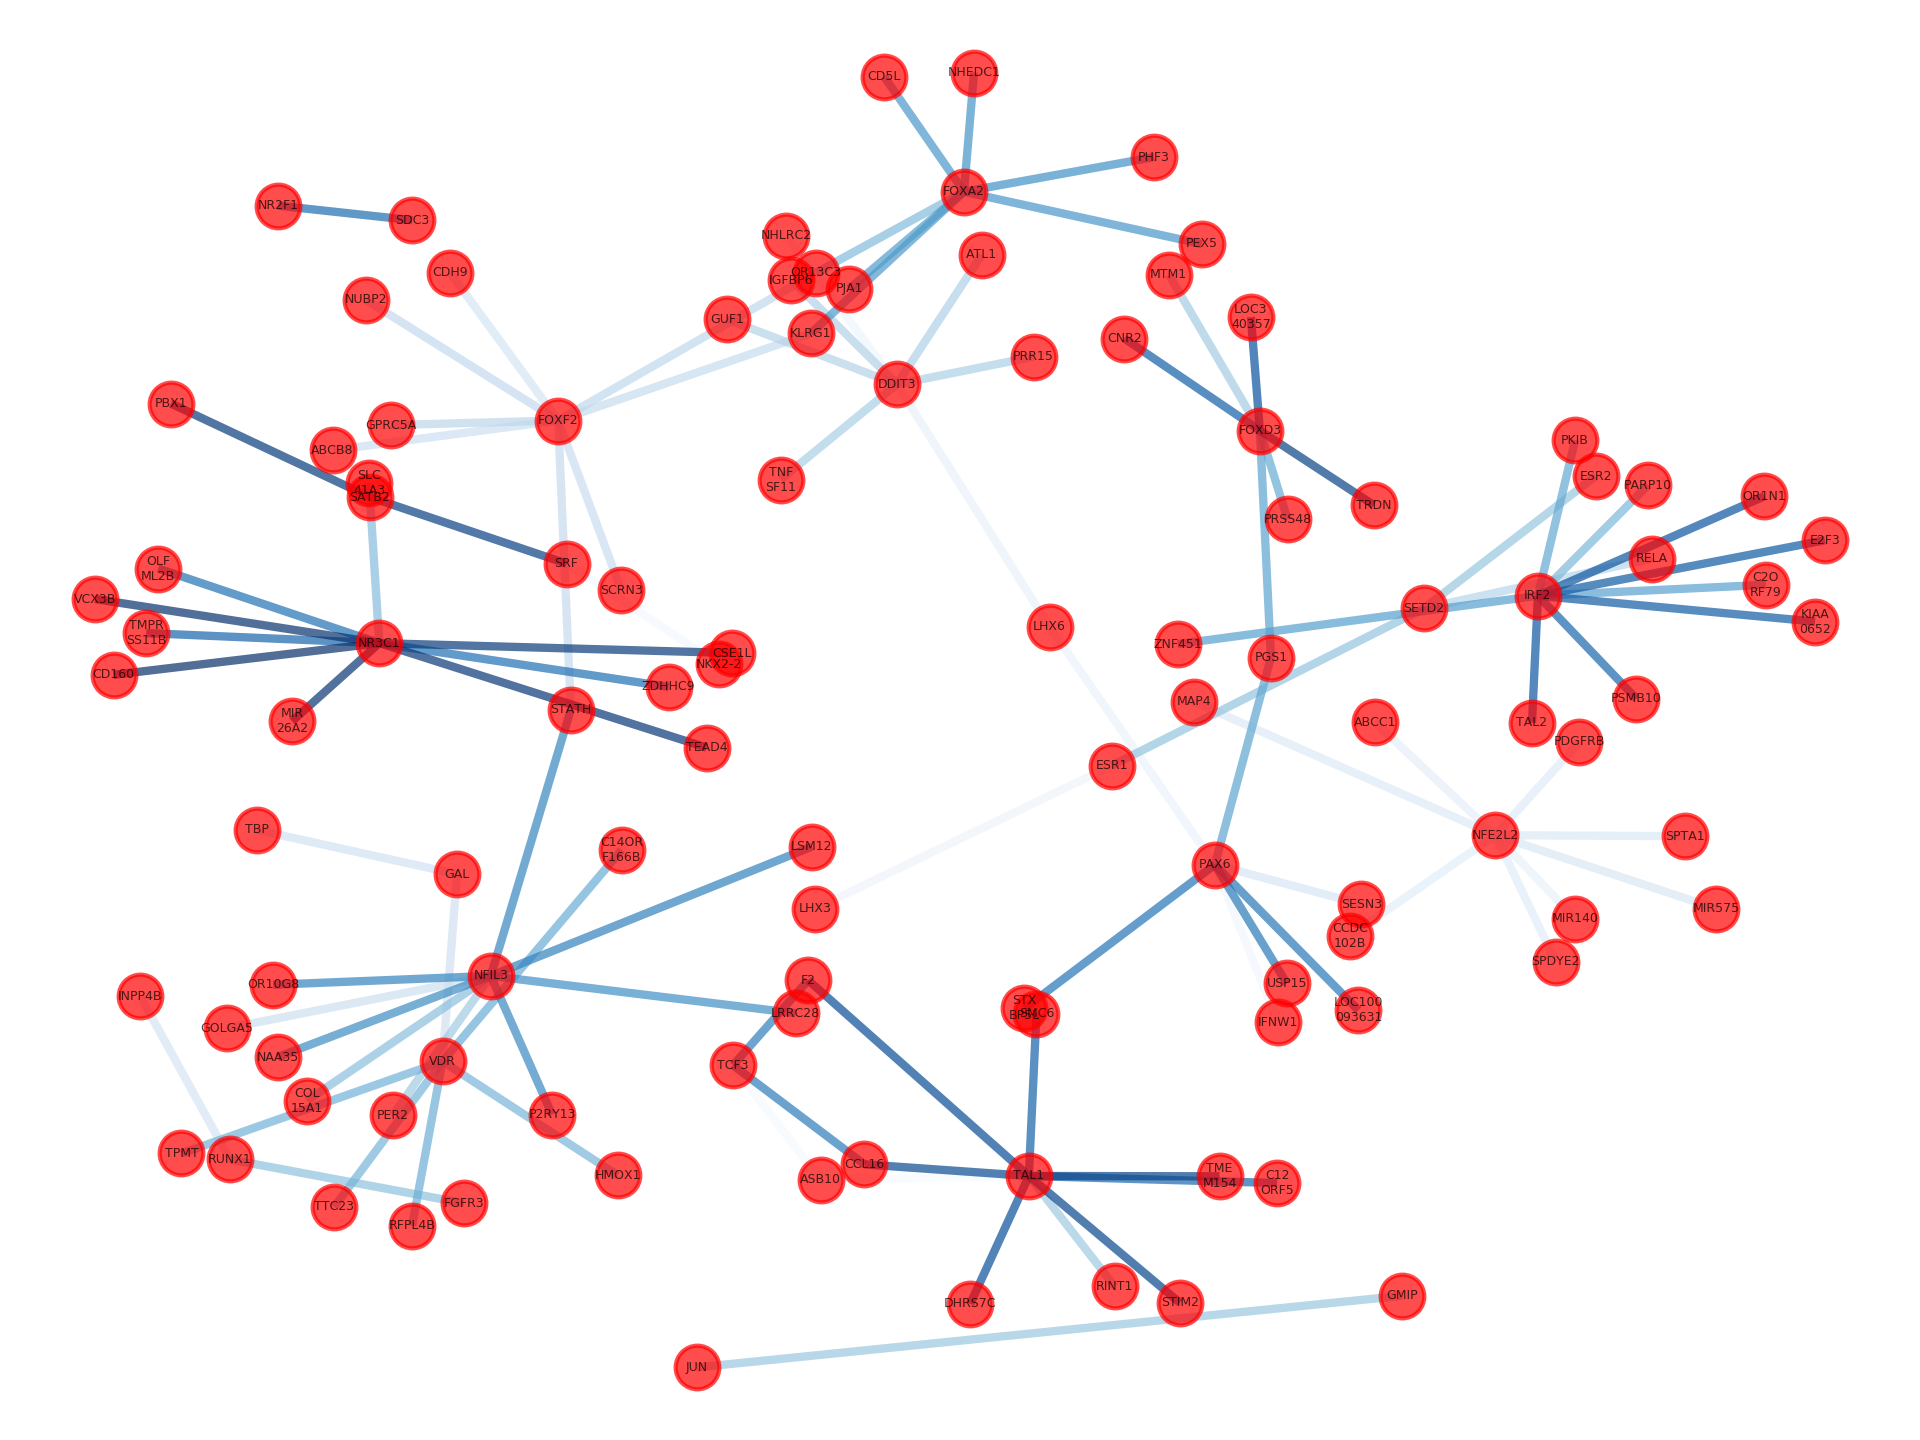 CD5L
NHEDC1
PHF3
FOXA2
NR2F1
SDC3
NHLRC2
PEX5
ATL1
CDH9
OR13C3
MTM1
IGFBP6
PJA1
NUBP2
GUF1
LOC3
40357
KLRG1
CNR2
PRR15
DDIT3
PBX1
FOXF2
GPRC5A
FOXD3
PKIB
ABCB8
SLC
41A3
TNF
SF11
ESR2
PARP10
SATB2
OR1N1
TRDN
PRSS48
E2F3
SRF
RELA
OLF
ML2B
C2O
RF79
SCRN3
VCX3B
IRF2
SETD2
KIAA
0652
LHX6
TMPR
SS11B
NR3C1
ZNF451
CSE1L
PGS1
NKX2-2
CD160
ZDHHC9
PSMB10
MAP4
STATH
MIR
26A2
ABCC1
TAL2
PDGFRB
TEAD4
ESR1
TBP
NFE2L2
SPTA1
C14OR
F166B
LSM12
PAX6
GAL
SESN3
LHX3
MIR575
MIR140
CCDC
102B
SPDYE2
NFIL3
F2
OR10G8
USP15
INPP4B
STX
BP5L
SMC6
LRRC28
LOC100
093631
IFNW1
GOLGA5
NAA35
VDR
TCF3
COL
15A1
PER2
P2RY13
TPMT
RUNX1
CCL16
HMOX1
TAL1
TME
M154
ASB10
C12
ORF5
FGFR3
TTC23
RFPL4B
RINT1
GMIP
DHRS7C
STIM2
JUN